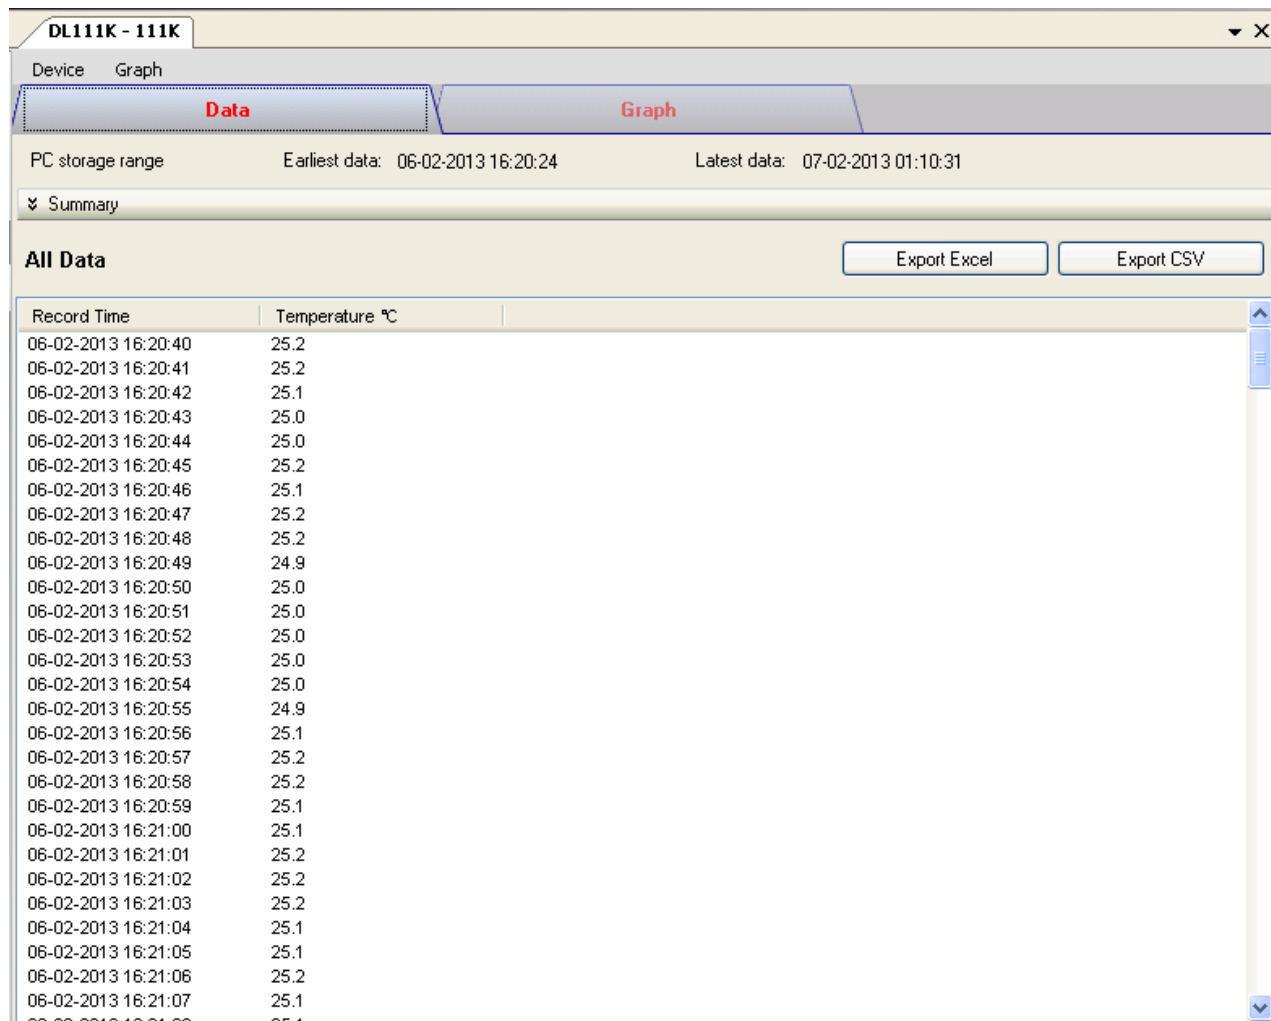 DL111K - 111K
Device Graph
Data Graph
PC storage range Earliest data: 06-02-2013 16:20:24 Latest data: 07-02-2013 01:10:31
Summary
All Data Export Excel Export CSV
Record Time Temperature ℃
06-02-2013 16:20:40 25.2
06-02-2013 16:20:41 25.2
06-02-2013 16:20:42 25.1
06-02-2013 16:20:43 25.0
06-02-2013 16:20:44 25.0
06-02-2013 16:20:45 25.2
06-02-2013 16:20:46 25.1
06-02-2013 16:20:47 25.2
06-02-2013 16:20:48 25.2
06-02-2013 16:20:49 24.9
06-02-2013 16:20:50 25.0
06-02-2013 16:20:51 25.0
06-02-2013 16:20:52 25.0
06-02-2013 16:20:53 25.0
06-02-2013 16:20:54 25.0
06-02-2013 16:20:55 24.9
06-02-2013 16:20:56 25.1
06-02-2013 16:20:57 25.2
06-02-2013 16:20:58 25.2
06-02-2013 16:20:59 25.1
06-02-2013 16:21:00 25.1
06-02-2013 16:21:01 25.2
06-02-2013 16:21:02 25.2
06-02-2013 16:21:03 25.2
06-02-2013 16:21:04 25.1
06-02-2013 16:21:05 25.1
06-02-2013 16:21:06 25.2
06-02-2013 16:21:07 25.1